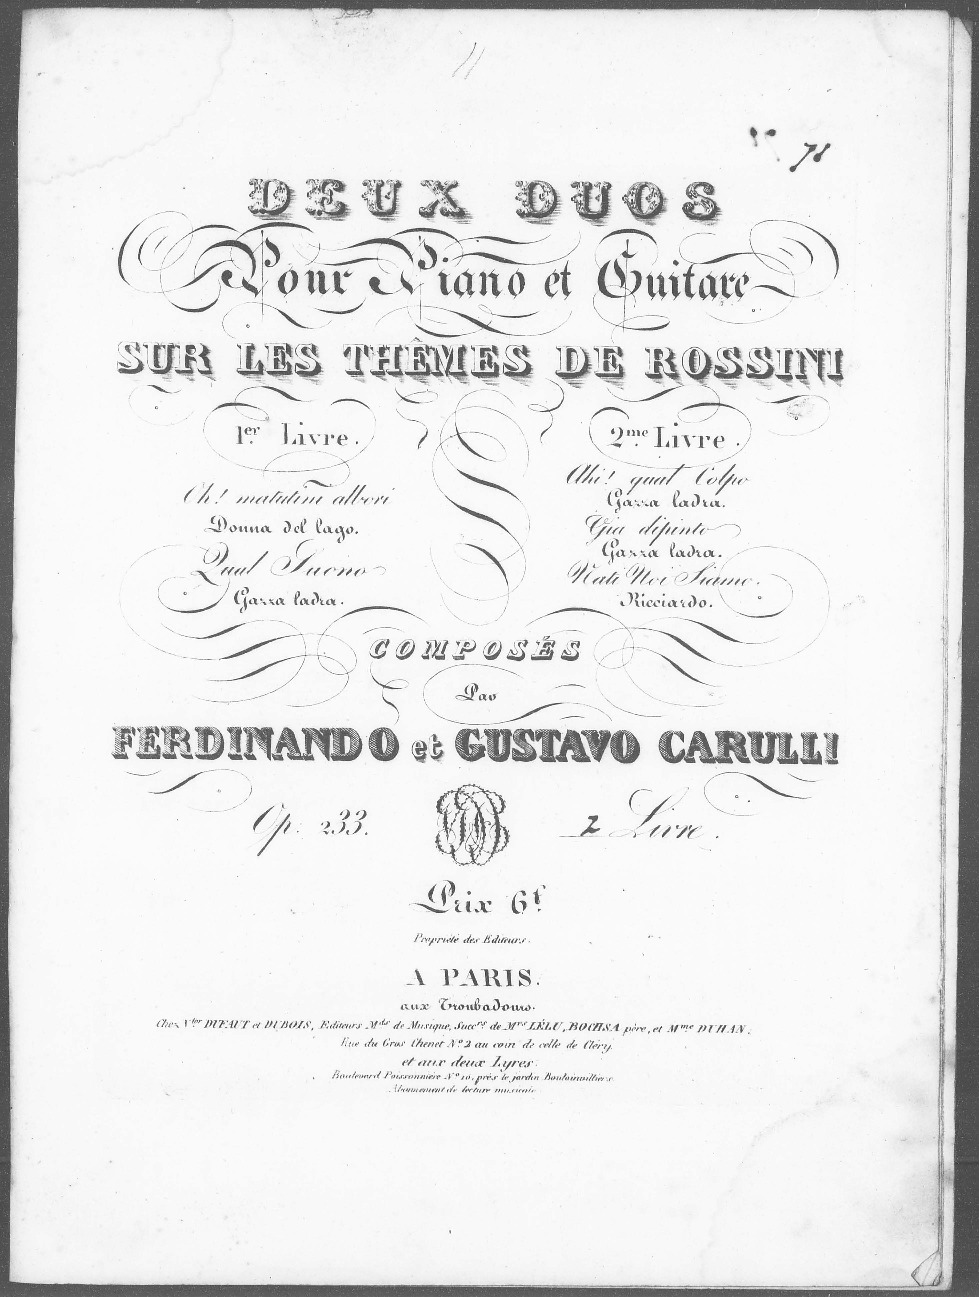 71
DEUX DUOS
Pour Piano et Guitare
SUR LES THÊMES DE ROSSINI
1er Livre.
Oh! matutini albori
Donna del lago.
Qual Suono
Gazza ladra.
2me Livre.
Ahi! qual Colpo
Gazza ladra.
Gia dipinto
Gazza ladra.
Nati Noi Siamo.
Ricciardo.
COMPOSÉS
Par
FERDINANDO et GUSTAVO CARULLI
Op. 233.
2 Livre.
Prix 6f.
Propriété des Editeurs.
A PARIS.
aux Troubadours.
Chez Vtor DUFAUT et DUBOIS, Editeurs Mds de Musique, Succrs de Mrs LÉLU, BOCHSA père, et Mme DUHAN,
Rue du Gros Chenet No 2 au coin de celle de Cléry.
et aux deux Lyres.
Boulevard Poissonnière No 10, près le jardin Boulainvilliers.
Abonnement de lecture musicale